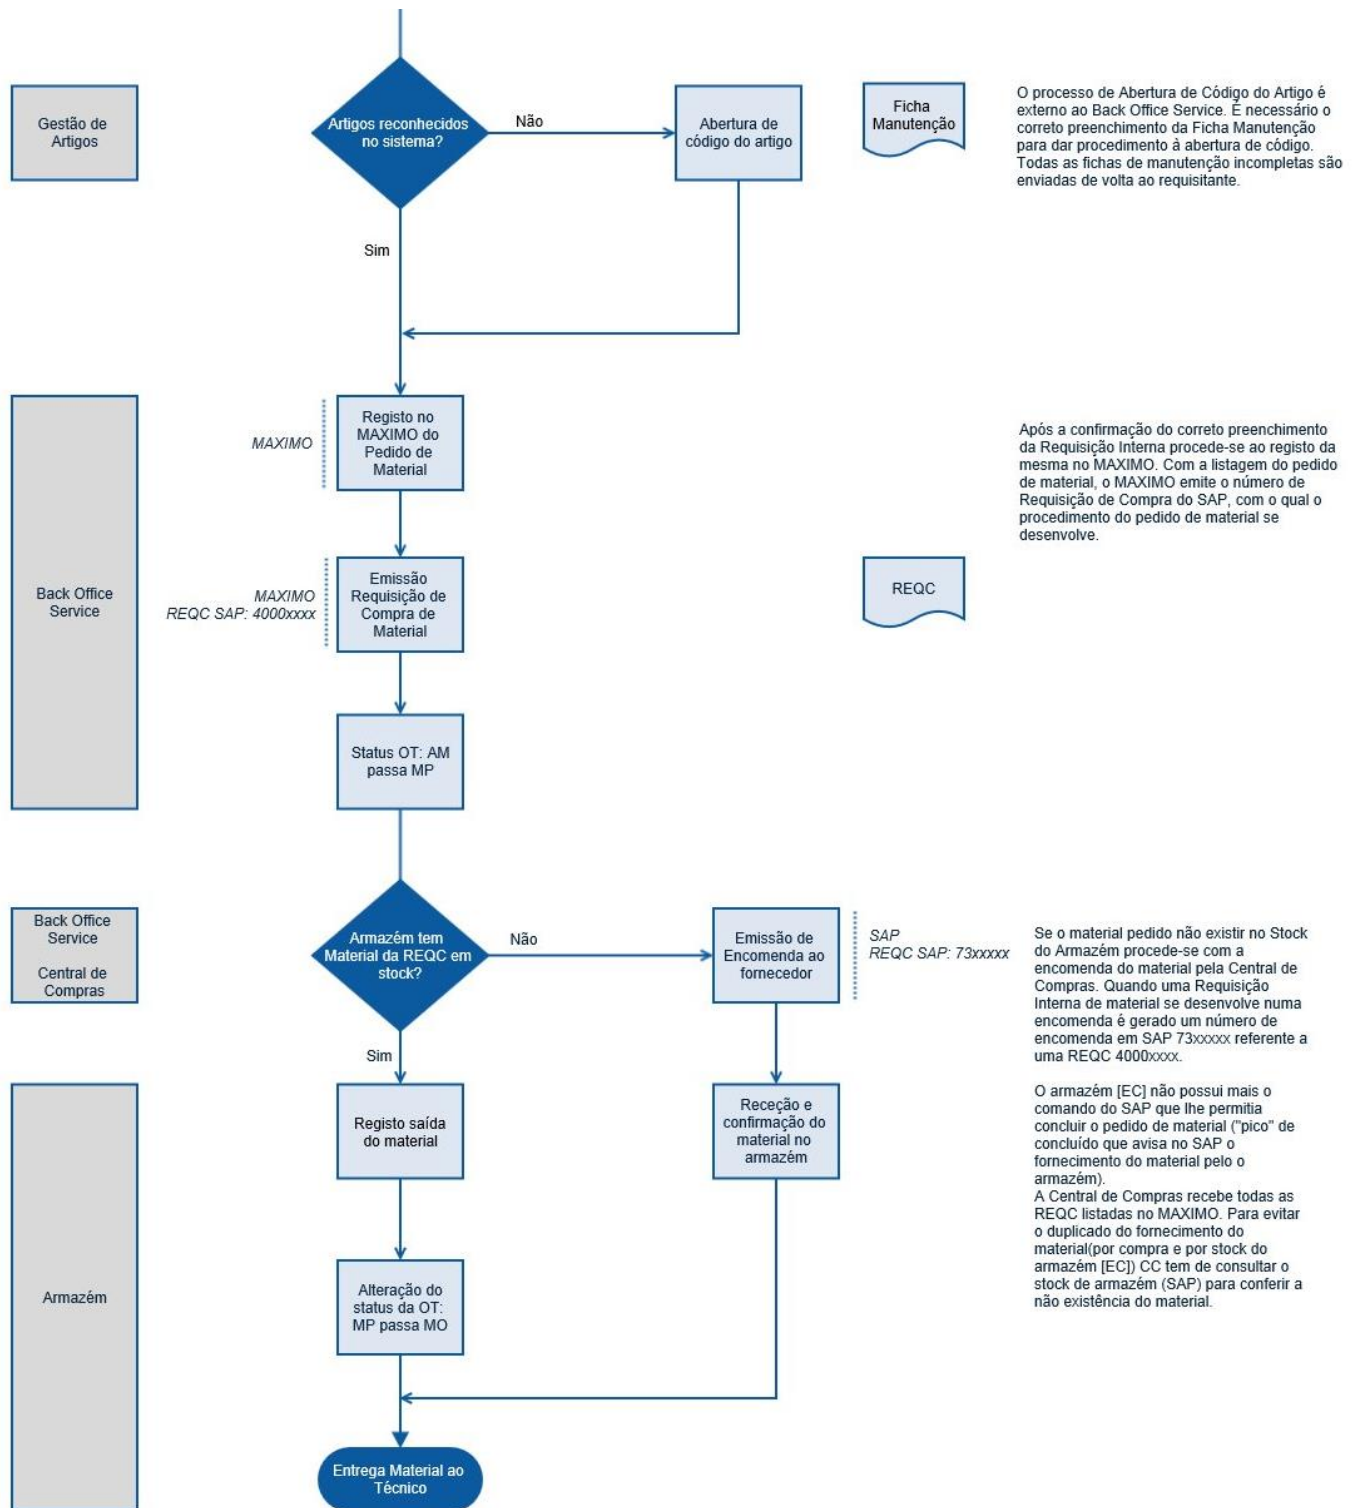 Gestão de
Artigos
Artigos reconhecidos
no sistema?
Não
Abertura de
código do artigo
Ficha
Manutenção
O processo de Abertura de Código do Artigo é
externo ao Back Office Service. É necessário o
correto preenchimento da Ficha Manutenção
para dar procedimento à abertura de código.
Todas as fichas de manutenção incompletas são
enviadas de volta ao requisitante.
Sim
Back Office
Service
MAXIMO
Registo no
MAXIMO do
Pedido de
Material
Após a confirmação do correto preenchimento
da Requisição Interna procede-se ao registo da
mesma no MAXIMO. Com a listagem do pedido
de material, o MAXIMO emite o número de
Requisição de Compra do SAP, com o qual o
procedimento do pedido de material se
desenvolve.
MAXIMO
REQC SAP: 4000xxxx
Emissão
Requisição de
Compra de
Material
REQC
Status OT: AM
passa MP
Back Office
Service
Central de
Compras
Armazém tem
Material da REQC em
stock?
Não
Emissão de
Encomenda ao
fornecedor
SAP
REQC SAP: 73xxxxx
Se o material pedido não existir no Stock
do Armazém procede-se com a
encomenda do material pela Central de
Compras. Quando uma Requisição
Interna de material se desenvolve numa
encomenda é gerado um número de
encomenda em SAP 73xxxxx referente a
uma REQC 4000xxxx.
Sim
Armazém
Registo saída
do material
Receção e
confirmação do
material no
armazém
O armazém [EC] não possui mais o
comando do SAP que lhe permitia
concluir o pedido de material ("pico" de
concluído que avisa no SAP o
fornecimento do material pelo o
armazém).
A Central de Compras recebe todas as
REQC listadas no MAXIMO. Para evitar
o duplicado do fornecimento do
material(por compra e por stock do
armazém [EC]) CC tem de consultar o
stock de armazém (SAP) para conferir a
não existência do material.
Alteração do
status da OT:
MP passa MO
Entrega Material ao
Técnico